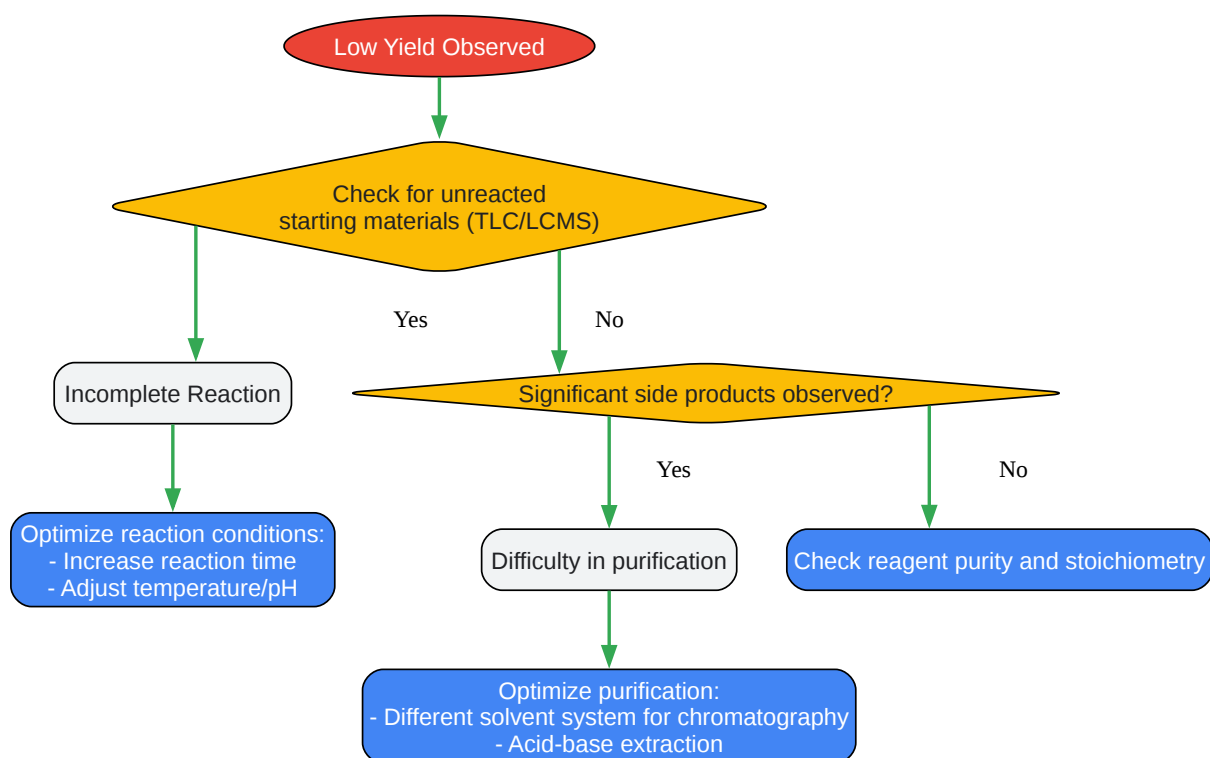 Low Yield Observed
Check for unreacted
starting materials (TLC/LCMS)
Yes
No
Incomplete Reaction
Significant side products observed?
Yes
No
Optimize reaction conditions:
- Increase reaction time
- Adjust temperature/pH
Difficulty in purification
Check reagent purity and stoichiometry
Optimize purification:
- Different solvent system for chromatography
- Acid-base extraction